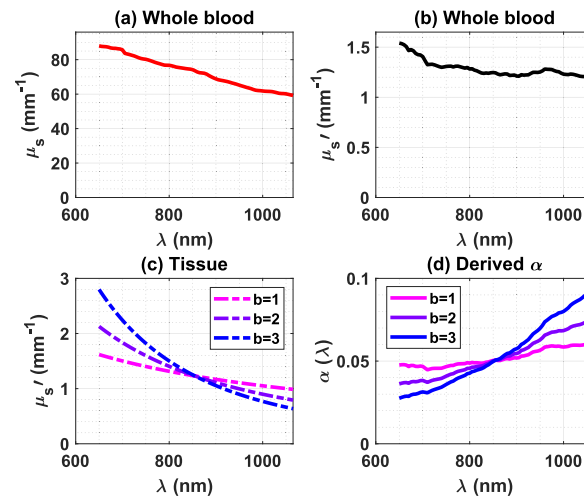 (a) Whole blood
μs (mm⁻¹)
80
60
40
20
0
600 800 1000
λ (nm)
(b) Whole blood
μs′ (mm⁻¹)
1.5
1
0.5
0
600 800 1000
λ (nm)
(c) Tissue
μs′ (mm⁻¹)
3
2
1
0
b=1
b=2
b=3
600 800 1000
λ (nm)
(d) Derived α
α (λ)
0.1
0.05
0
b=1
b=2
b=3
600 800 1000
λ (nm)